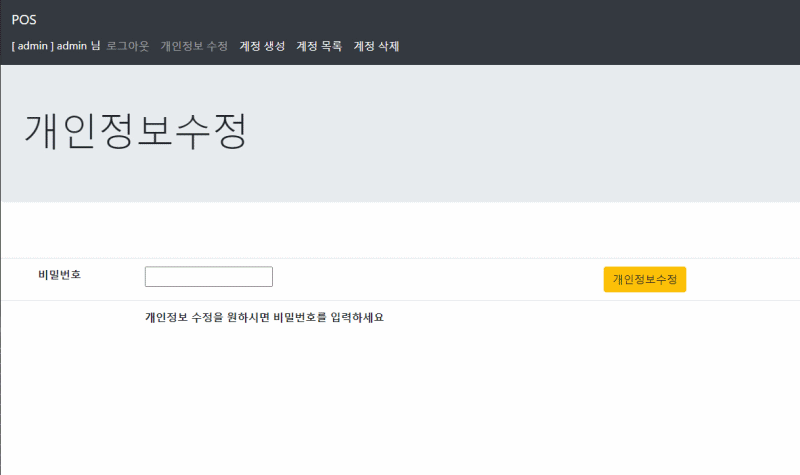 POS
[ admin ] admin 님 로그아웃 개인정보 수정 계정 생성 계정 목록 계정 삭제
개인정보수정
비밀번호 개인정보수정
개인정보 수정을 원하시면 비밀번호를 입력하세요